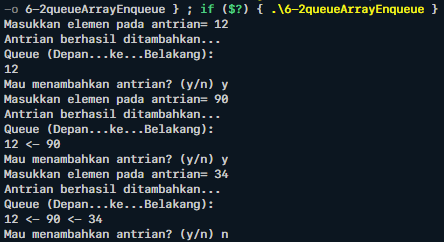 -o 6-2queueArrayEnqueue } ; if ($?) { .\6-2queueArrayEnqueue }
Masukkan elemen pada antrian= 12
Antrian berhasil ditambahkan...
Queue (Depan...ke...Belakang):
12
Mau menambahkan antrian? (y/n) y
Masukkan elemen pada antrian= 90
Antrian berhasil ditambahkan...
Queue (Depan...ke...Belakang):
12 <- 90
Mau menambahkan antrian? (y/n) y
Masukkan elemen pada antrian= 34
Antrian berhasil ditambahkan...
Queue (Depan...ke...Belakang):
12 <- 90 <- 34
Mau menambahkan antrian? (y/n) n